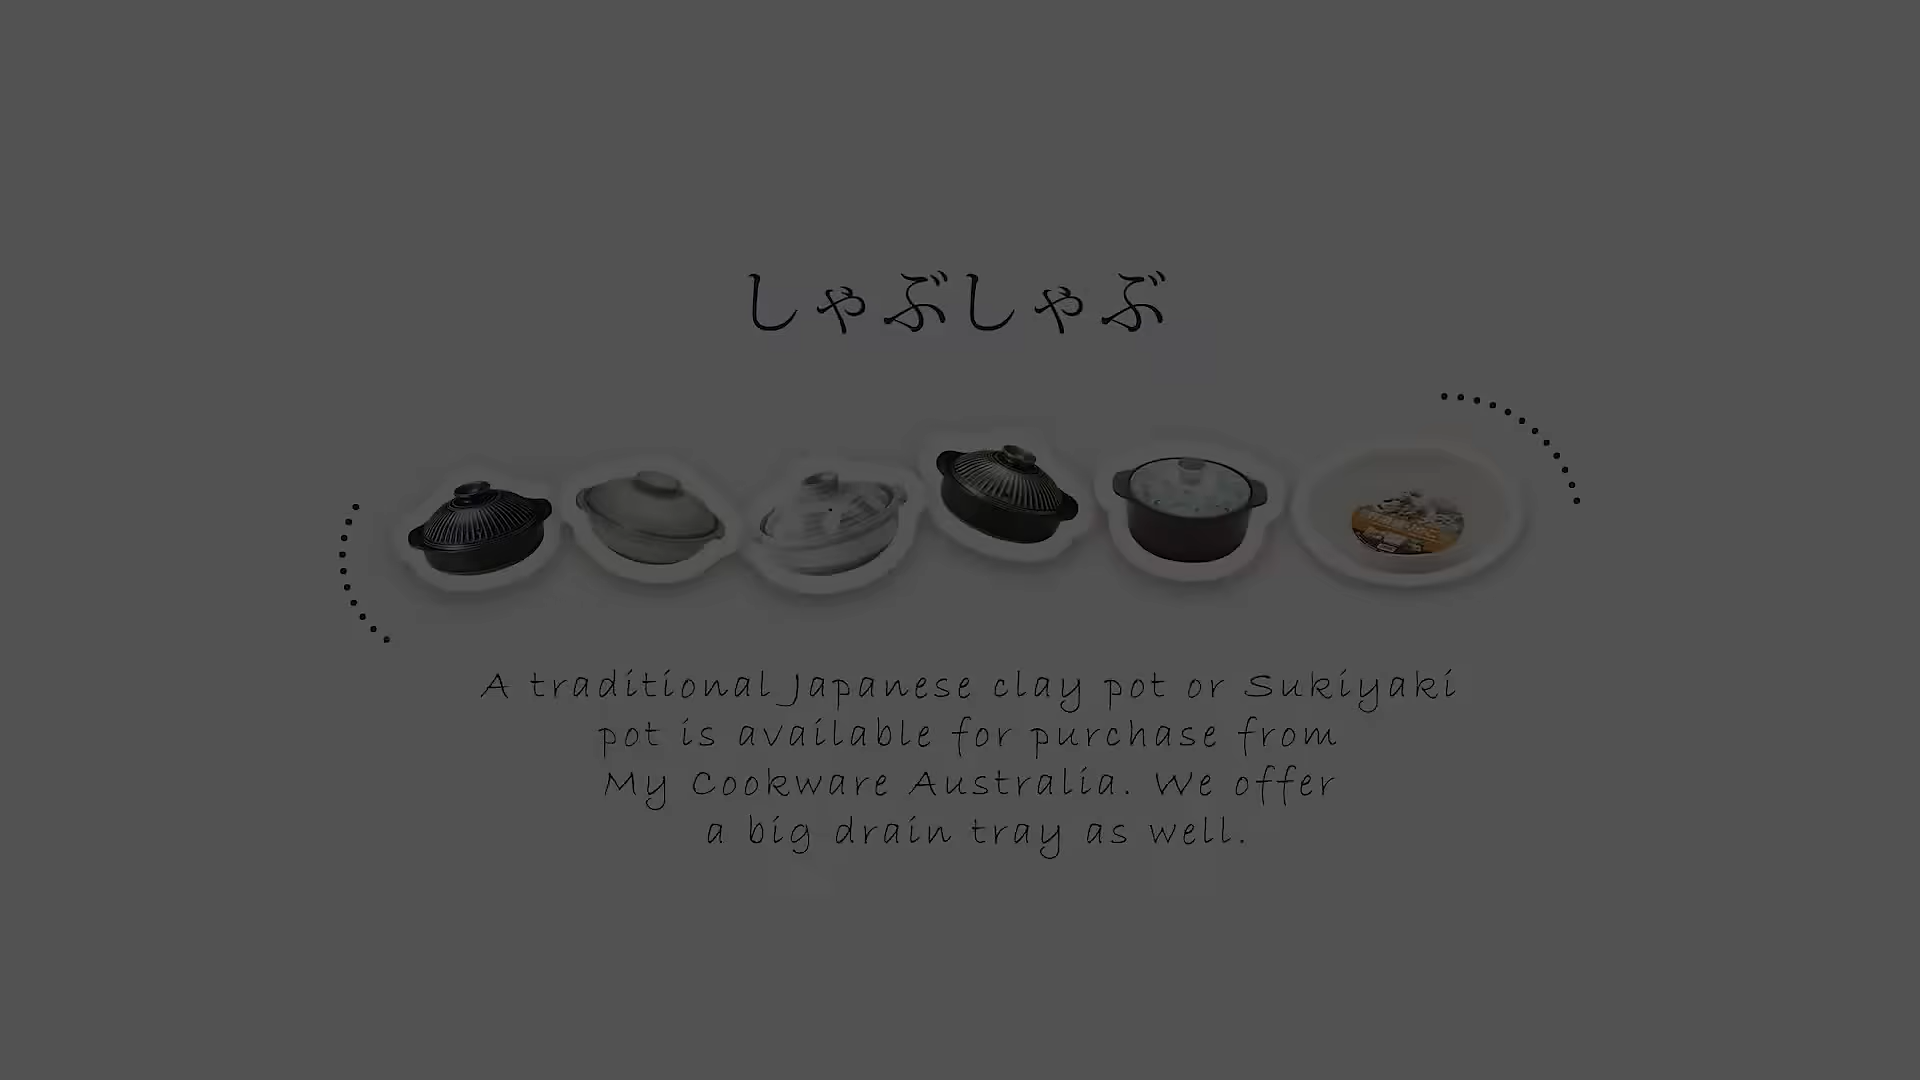 しゃぶしゃぶ
A traditional Japanese clay pot or Sukiyaki
pot is available for purchase from
My Cookware Australia. We offer
a big drain tray as well.